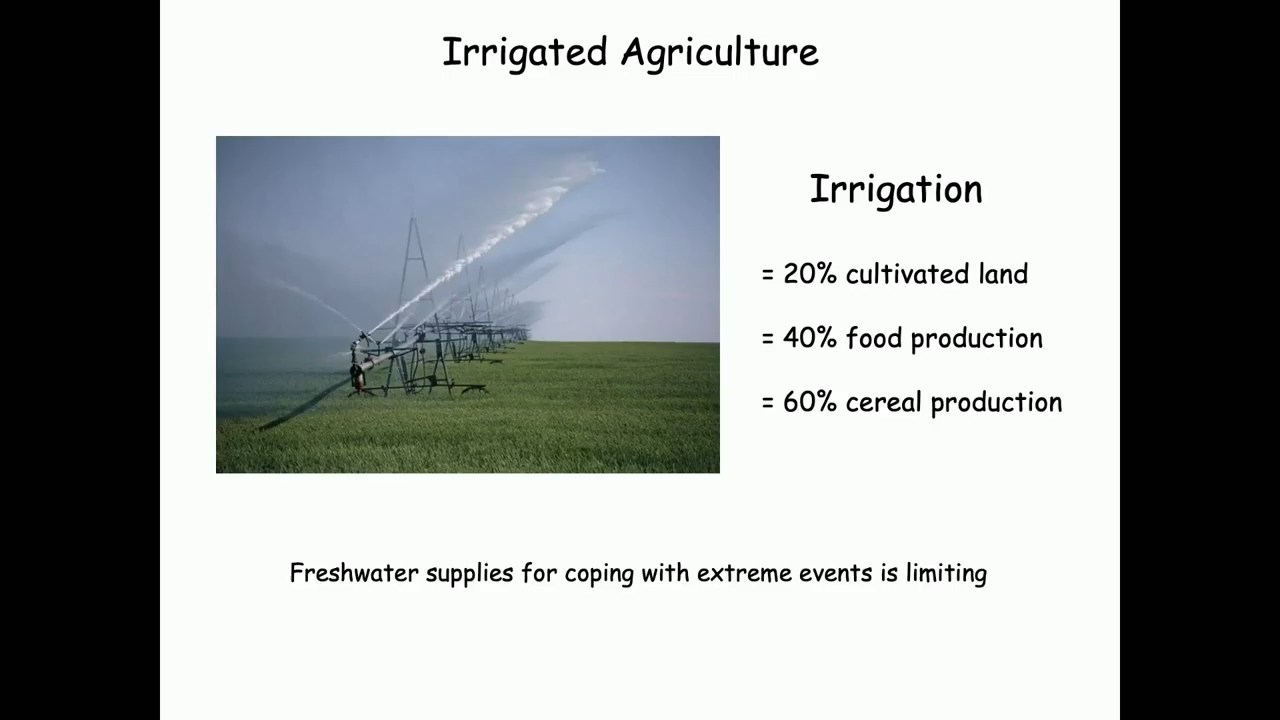 Irrigated Agriculture
Irrigation
= 20% cultivated land
= 40% food production
= 60% cereal production
Freshwater supplies for coping with extreme events is limiting